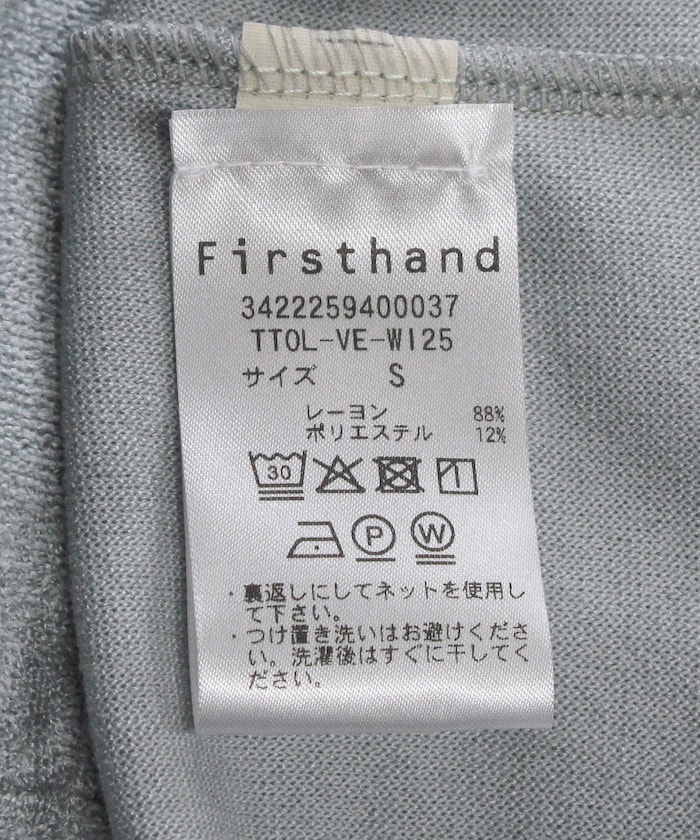 Firsthand
3422259400037
TTOL-VE-WI25
サイズ S
レーヨン 88%
ポリエステル 12%
30
P W
・裏返しにしてネットを使用し
て下さい。
・つけ置き洗いはお避けくださ
い。洗濯後はすぐに干してく
ださい。